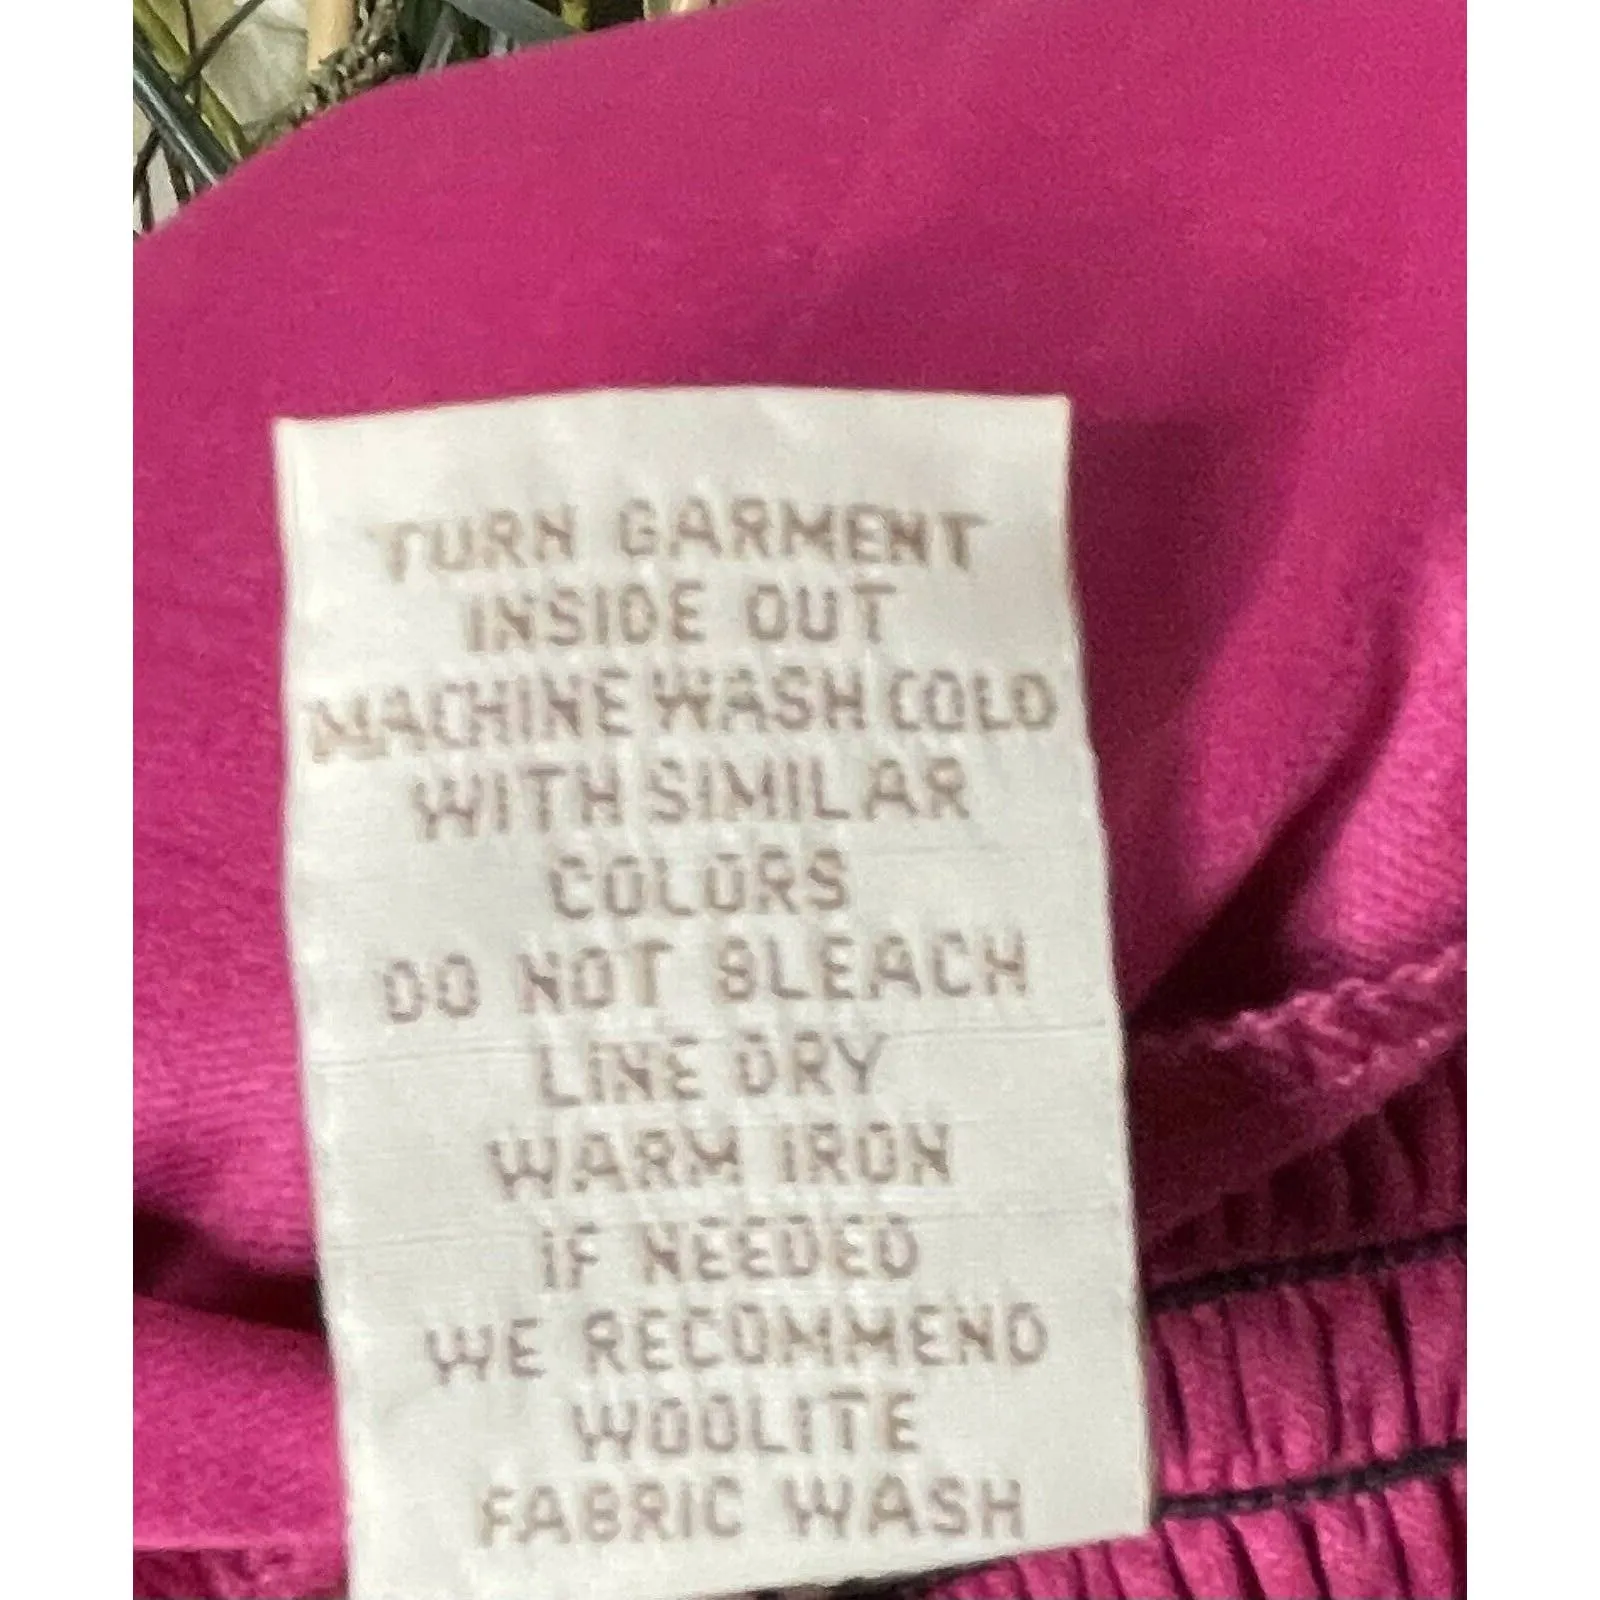 TURN GARMENT
INSIDE OUT
MACHINE WASH COLD
WITH SIMILAR
COLORS
DO NOT BLEACH
LINE DRY
WARM IRON
IF NEEDED
WE RECOMMEND
WOOLITE
FABRIC WASH